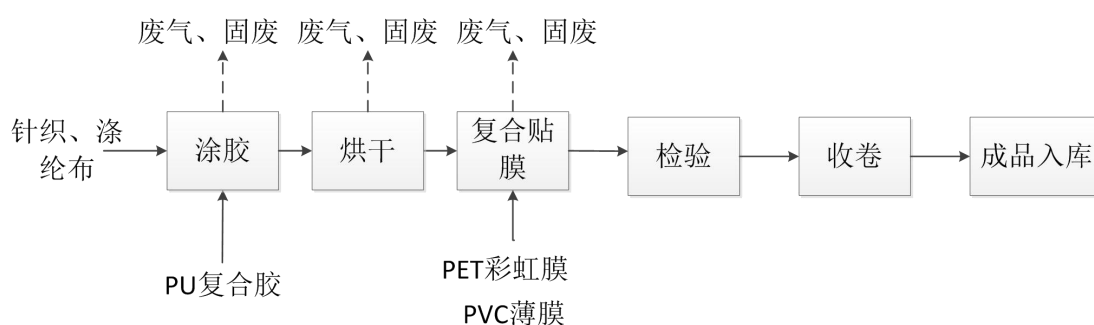 废气、固废
废气、固废
废气、固废
针织、涤
纶布
涂胶
烘干
复合贴
膜
检验
收卷
成品入库
PU复合胶
PET彩虹膜
PVC薄膜